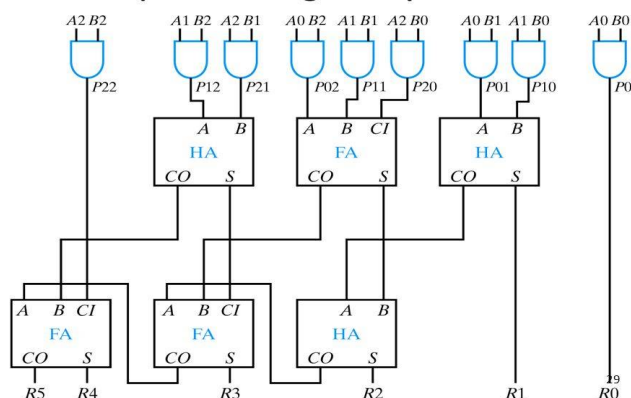 A2 B2 A1 B2 A2 B1 A0 B2 A1 B1 A2 B0 A0 B1 A1 B0 A0 B0
P22 P12 P21 P02 P11 P20 P01 P10 P0
A B A B CI A B
HA FA HA
CO S CO S CO S
A B CI A B CI A B
FA FA HA
CO S CO S CO S
29
R5 R4 R3 R2 R1 R0